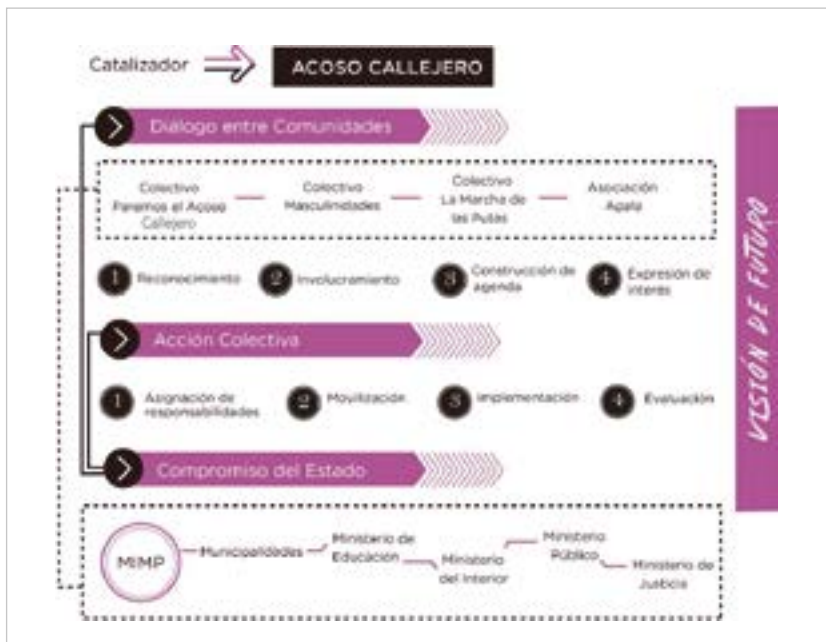 Catalizador
ACOSO CALLEJERO
Diálogo entre Comunidades
Colectivo
Paremos el Acoso
Callejero
Colectivo
Masculinidades
Colectivo
La Marcha de
las Putas
Asociación
1 Reconocimiento
2 Involucramiento
3 Construcción de
agenda
4 Expresión de
interés
Acción Colectiva
1 Asignación de
responsabilidades
2 Movilización
3 Implementación
4 Evaluación
Compromiso del Estado
MIMP
Municipalidades
Ministerio de
Educación
Ministerio
del Interior
Ministerio
Público
Ministerio de
Justicia
VISIÓN DE FUTURO